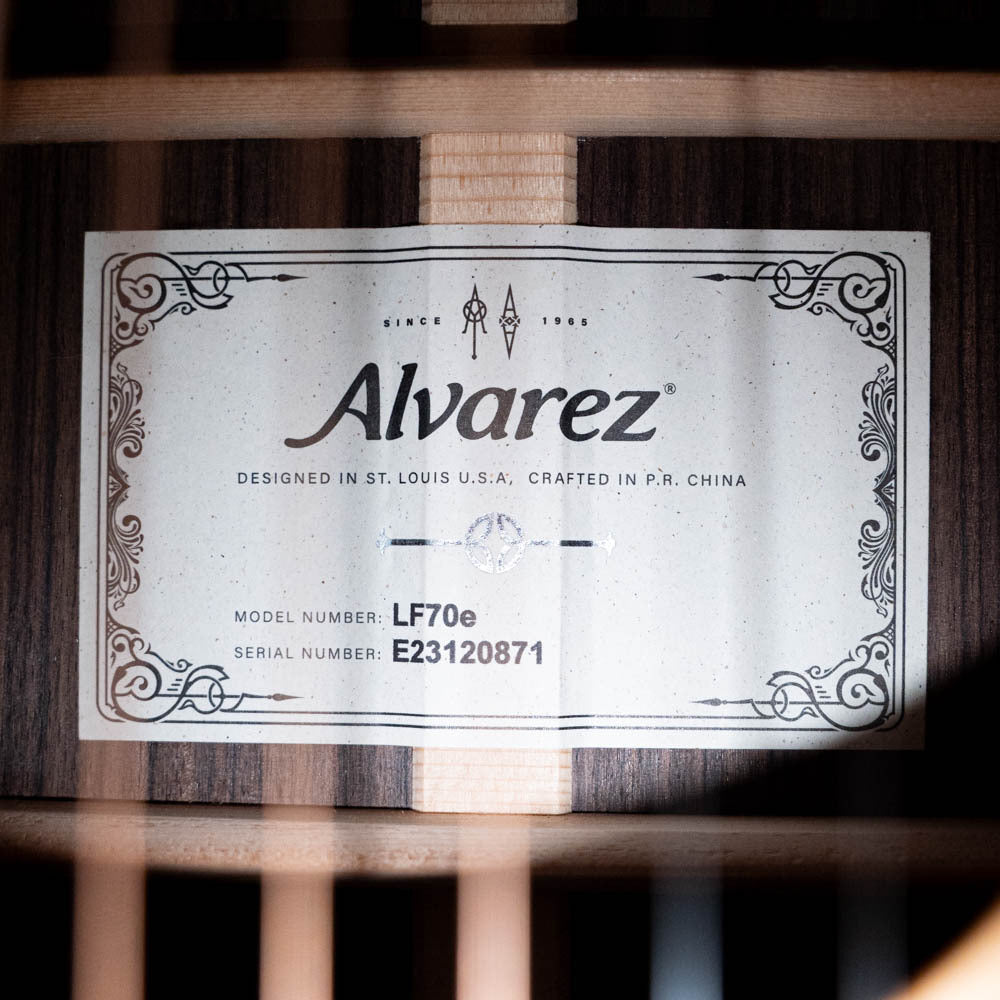 SINCE 1965
Alvarez®
DESIGNED IN ST. LOUIS U.S.A, CRAFTED IN P.R. CHINA
MODEL NUMBER: LF70e
SERIAL NUMBER: E23120871